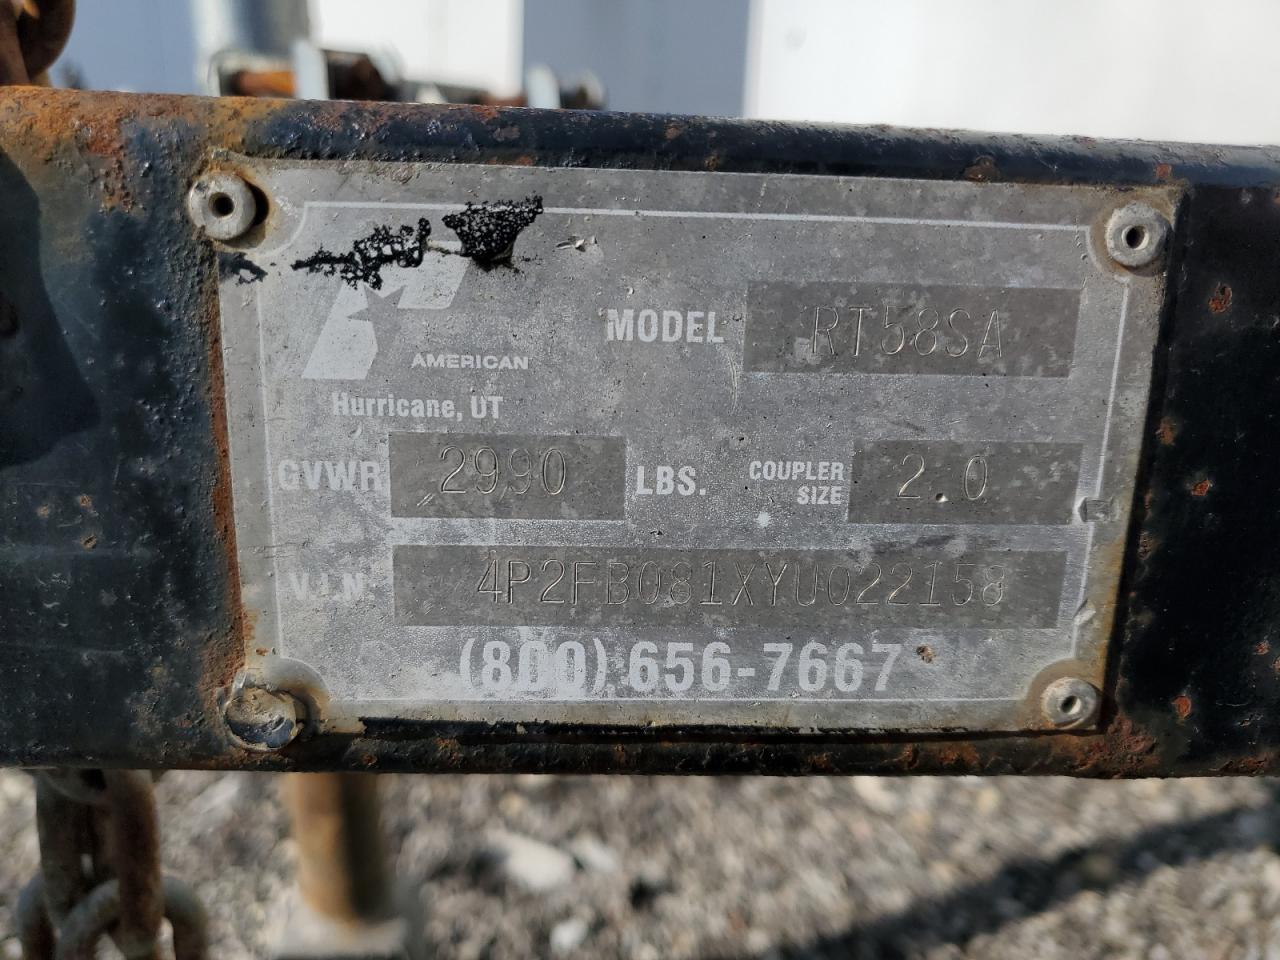 MODEL RT58SA
AMERICAN
Hurricane, UT
GVWR 2990 LBS. COUPLER SIZE 2.0
V.I.N. 4P2FB081XYU022158
(800) 656-7667